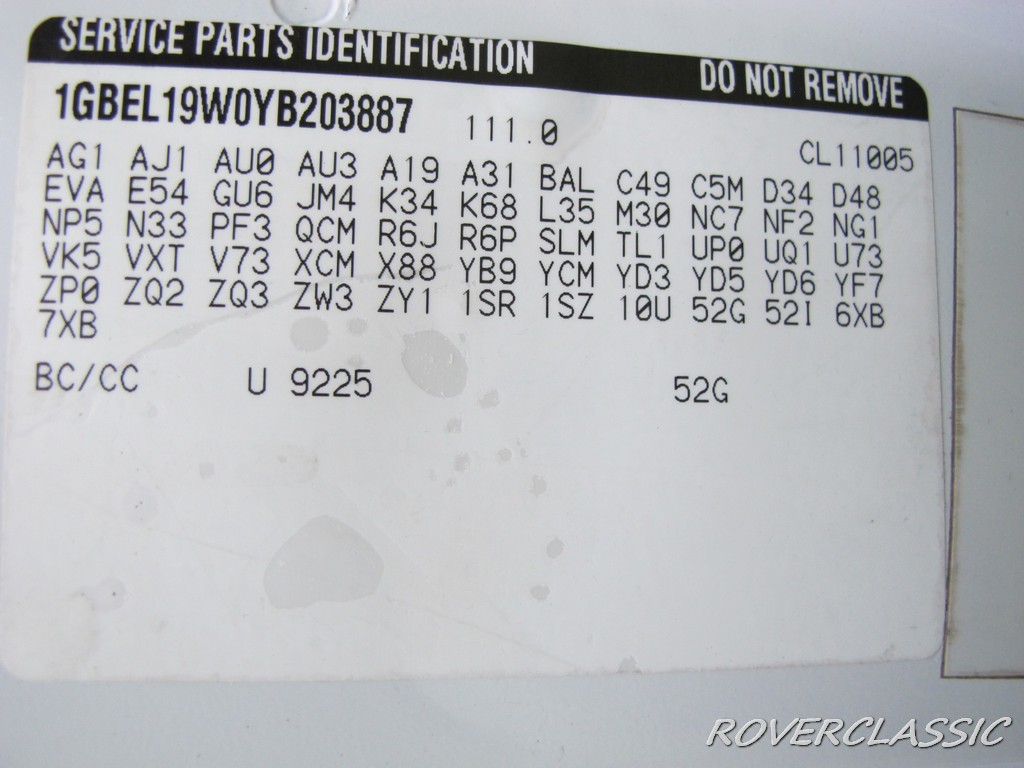 SERVICE PARTS IDENTIFICATION DO NOT REMOVE
1GBEL19W0YB203887 111.0 CL11005
AG1 AJ1 AU0 AU3 A19 A31 BAL C49 C5M D34 D48
EVA E54 GU6 JM4 K34 K68 L35 M30 NC7 NF2 NG1
NP5 N33 PF3 QCM R6J R6P SLM TL1 UP0 UQ1 U73
VK5 VXT V73 XCM X88 YB9 YCM YD3 YD5 YD6 YF7
ZP0 ZQ2 ZQ3 ZW3 ZY1 1SR 1SZ 10U 52G 52I 6XB
7XB
BC/CC U 9225 52G
ROVERCLASSIC